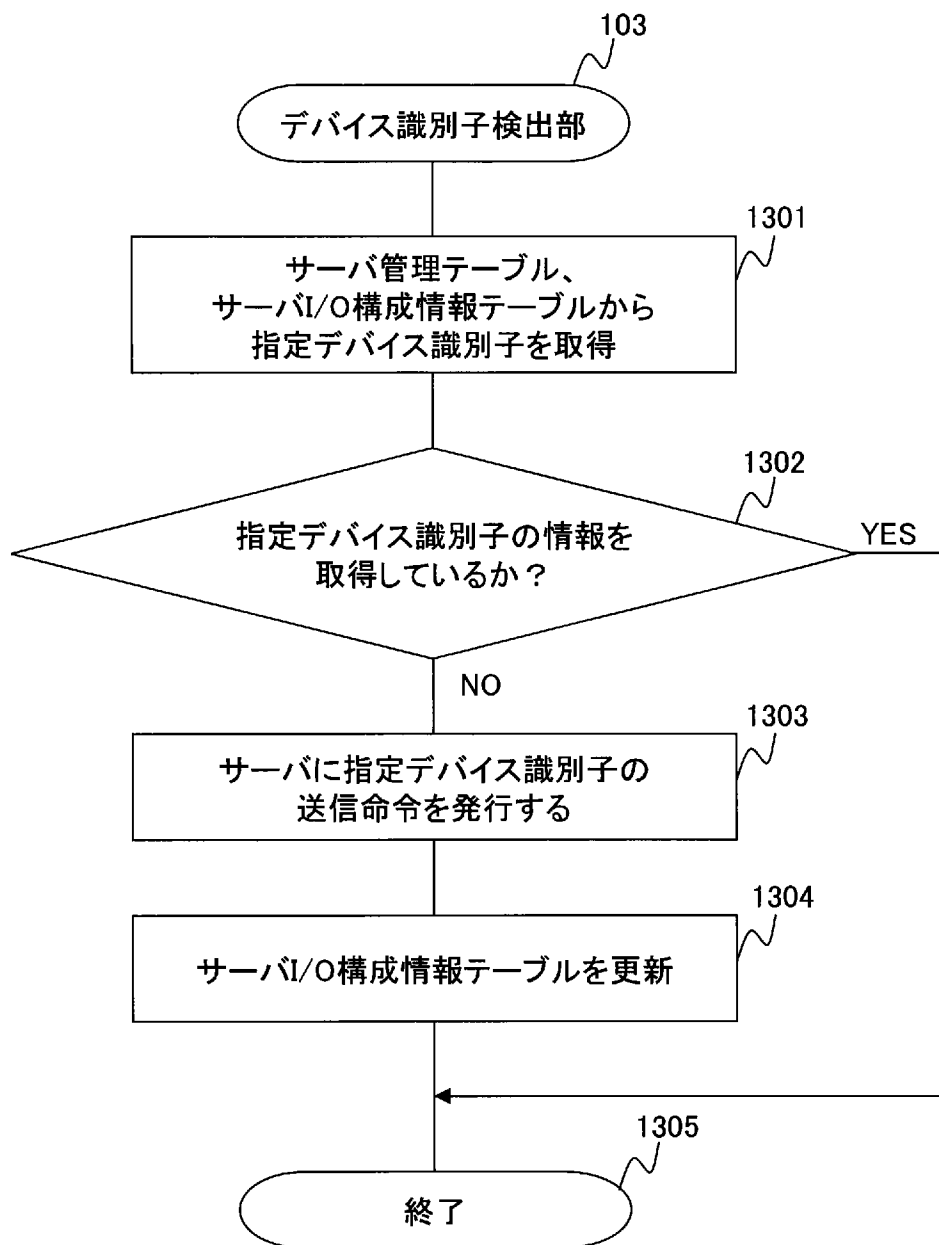 103
デバイス識別子検出部
1301
サーバ管理テーブル、
サーバI/O構成情報テーブルから
指定デバイス識別子を取得
1302
指定デバイス識別子の情報を
取得しているか？
YES
NO
1303
サーバに指定デバイス識別子の
送信命令を発行する
1304
サーバI/O構成情報テーブルを更新
1305
終了